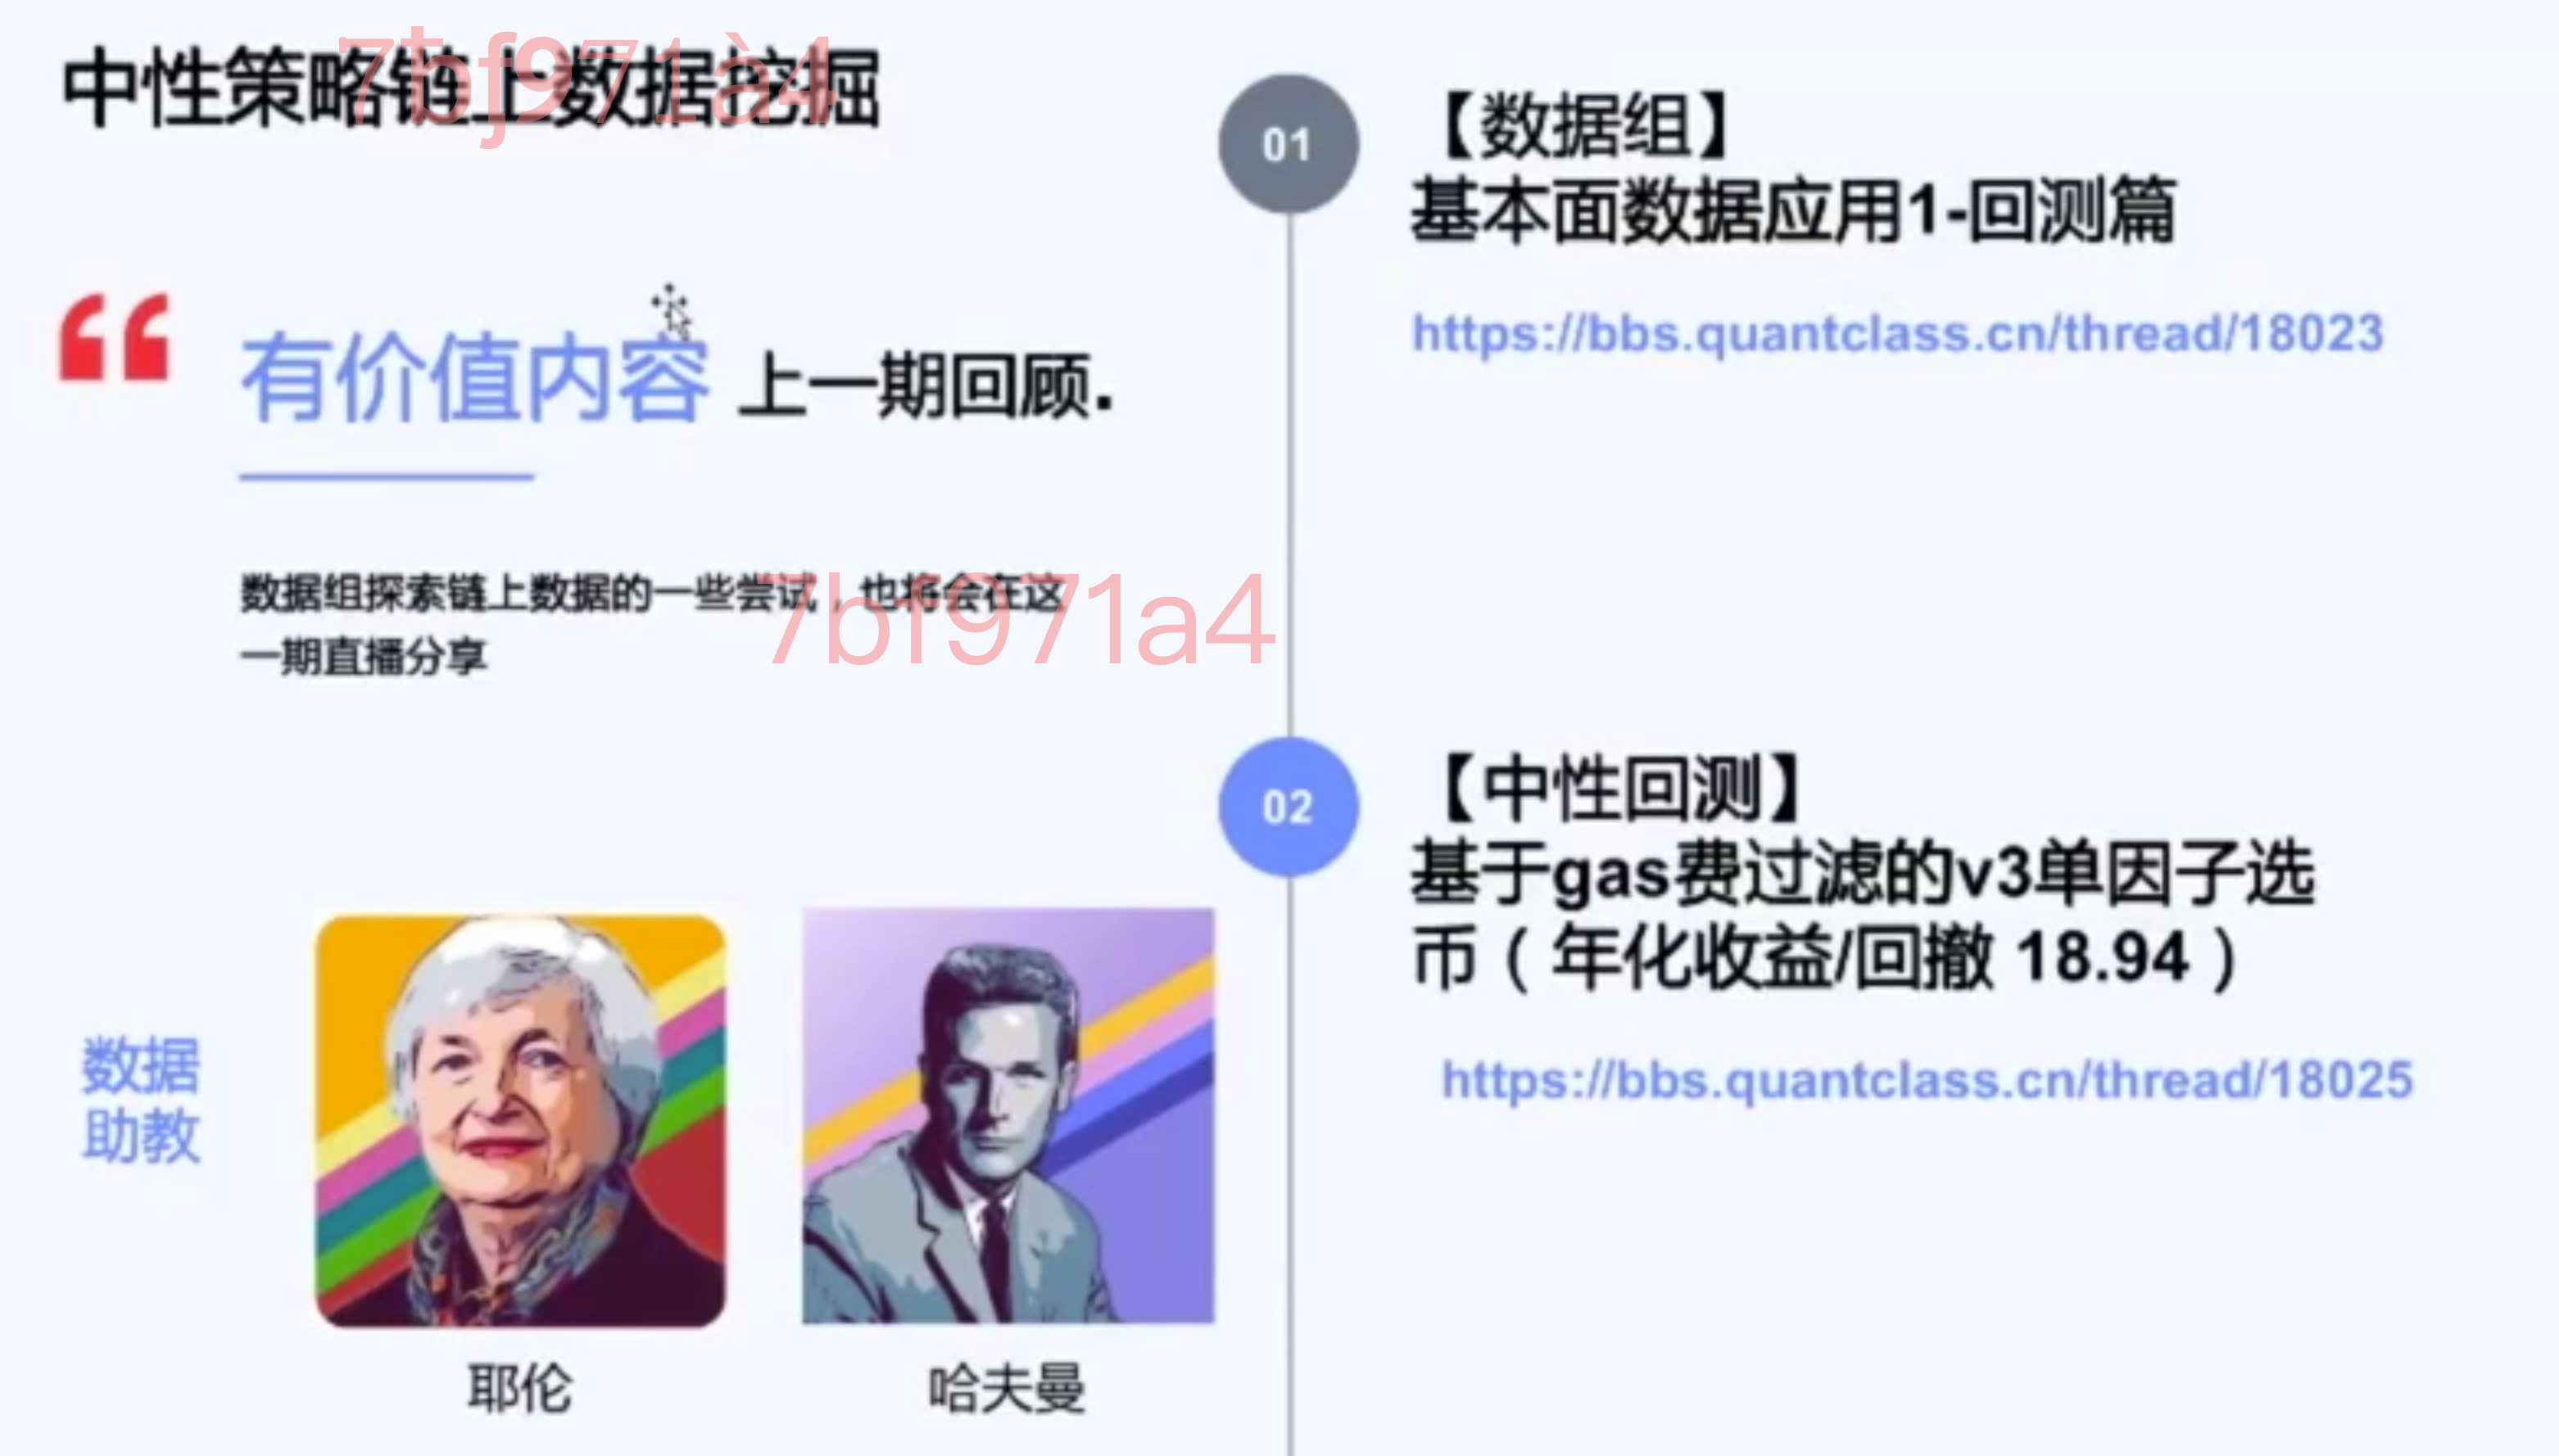 中性策略链上数据挖掘
7bf971a4
有价值内容 上一期回顾.
数据组探索链上数据的一些尝试，也将会在这
一期直播分享
7bf971a4
数据
助教
耶伦
哈夫曼
01
【数据组】
基本面数据应用1-回测篇
https://bbs.quantclass.cn/thread/18023
02
【中性回测】
基于gas费过滤的v3单因子选
币（年化收益/回撤 18.94）
https://bbs.quantclass.cn/thread/18025